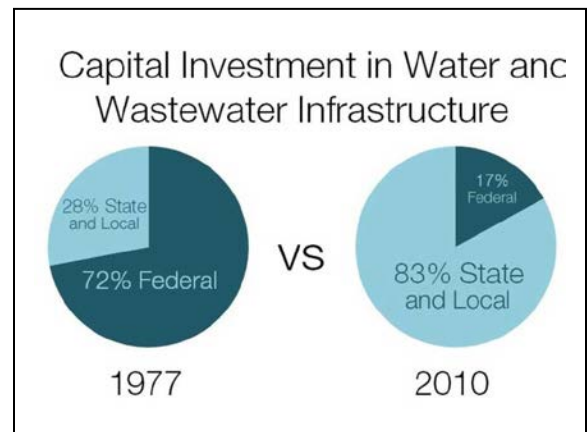 Capital Investment in Water and
Wastewater Infrastructure
28% State
and Local
72% Federal
1977
VS
17%
Federal
83% State
and Local
2010